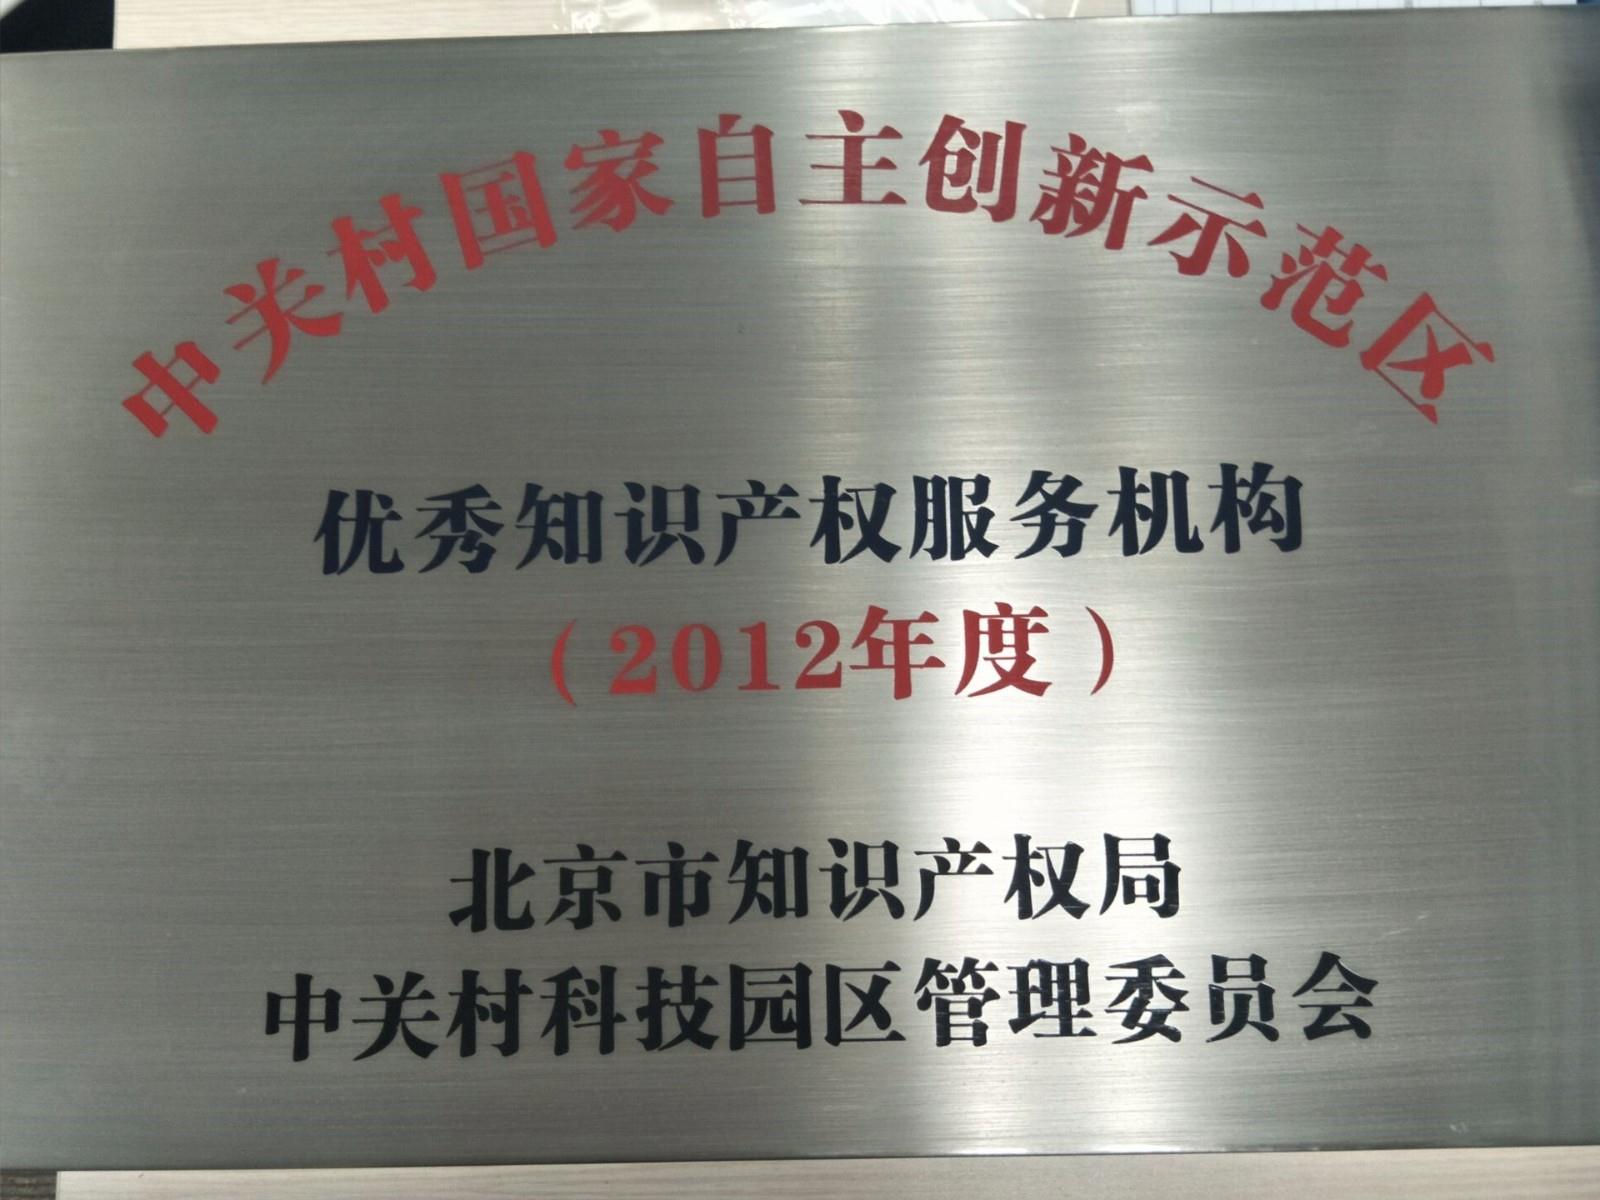 中关村国家自主创新示范区
优秀知识产权服务机构
（2012年度）
北京市知识产权局
中关村科技园区管理委员会